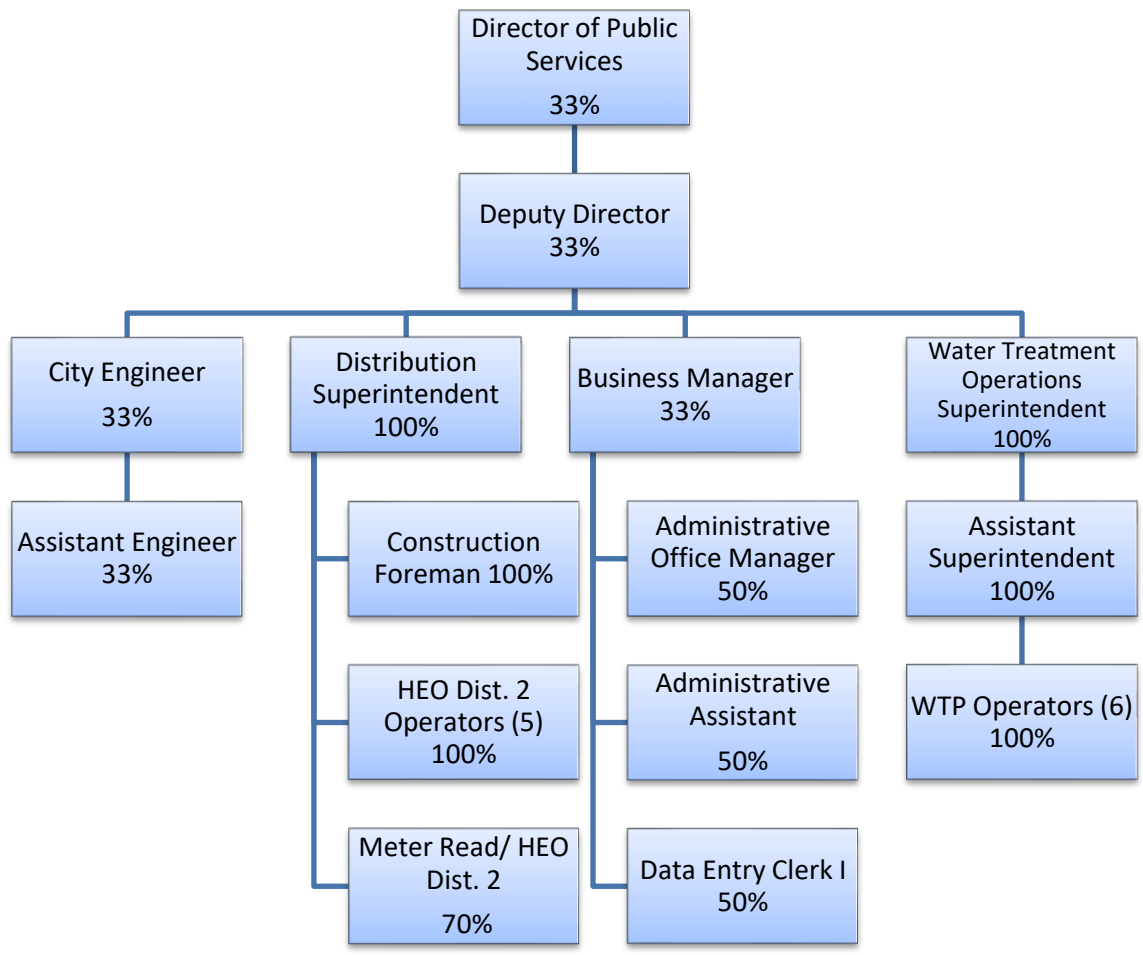 Director of Public
Services
33%
Deputy Director
33%
City Engineer
33%
Distribution
Superintendent
100%
Business Manager
33%
Water Treatment
Operations
Superintendent
100%
Assistant Engineer
33%
Construction
Foreman 100%
Administrative
Office Manager
50%
Assistant
Superintendent
100%
HEO Dist. 2
Operators (5)
100%
Administrative
Assistant
50%
WTP Operators (6)
100%
Meter Read/ HEO
Dist. 2
70%
Data Entry Clerk I
50%